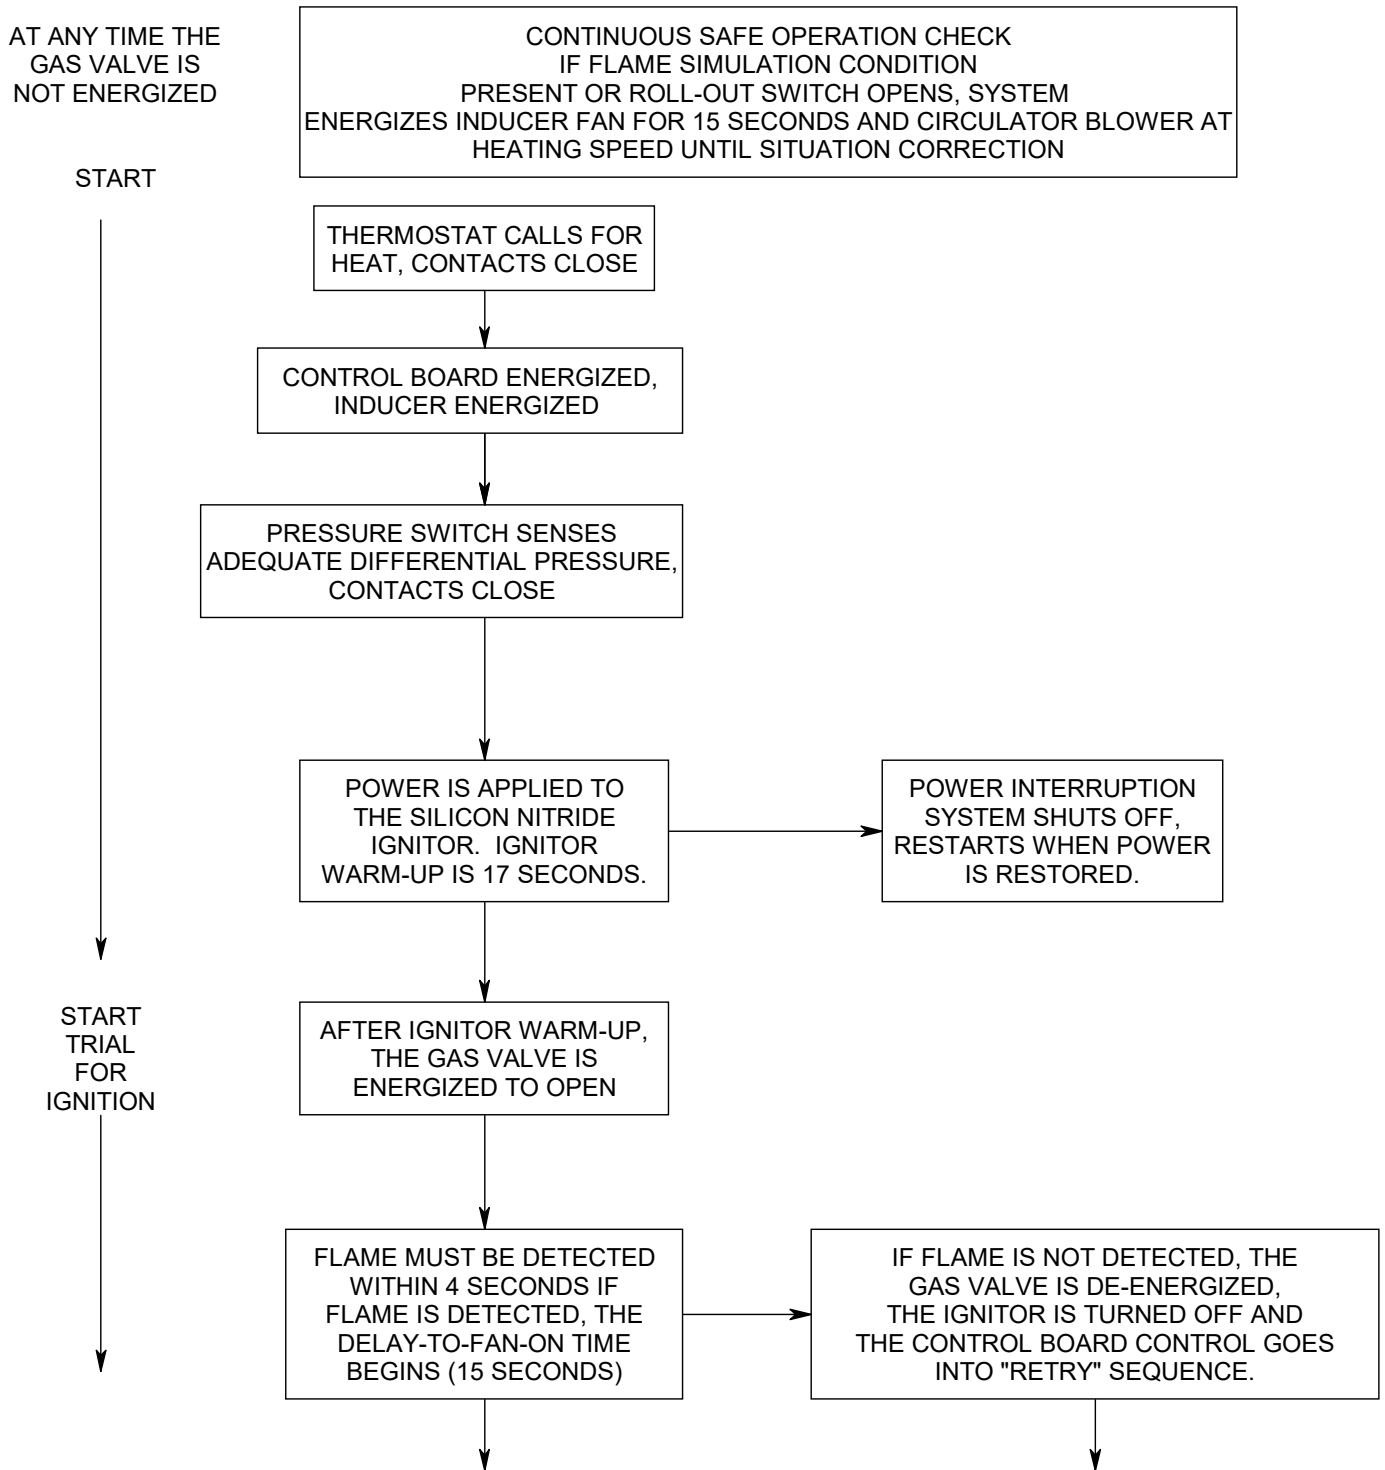 AT ANY TIME THE
GAS VALVE IS
NOT ENERGIZED
CONTINUOUS SAFE OPERATION CHECK
IF FLAME SIMULATION CONDITION
PRESENT OR ROLL-OUT SWITCH OPENS, SYSTEM
ENERGIZES INDUCER FAN FOR 15 SECONDS AND CIRCULATOR BLOWER AT
HEATING SPEED UNTIL SITUATION CORRECTION
START
THERMOSTAT CALLS FOR
HEAT, CONTACTS CLOSE
CONTROL BOARD ENERGIZED,
INDUCER ENERGIZED
PRESSURE SWITCH SENSES
ADEQUATE DIFFERENTIAL PRESSURE,
CONTACTS CLOSE
POWER IS APPLIED TO
THE SILICON NITRIDE
IGNITOR. IGNITOR
WARM-UP IS 17 SECONDS.
POWER INTERRUPTION
SYSTEM SHUTS OFF,
RESTARTS WHEN POWER
IS RESTORED.
START
TRIAL
FOR
IGNITION
AFTER IGNITOR WARM-UP,
THE GAS VALVE IS
ENERGIZED TO OPEN
FLAME MUST BE DETECTED
WITHIN 4 SECONDS IF
FLAME IS DETECTED, THE
DELAY-TO-FAN-ON TIME
BEGINS (15 SECONDS)
IF FLAME IS NOT DETECTED, THE
GAS VALVE IS DE-ENERGIZED,
THE IGNITOR IS TURNED OFF AND
THE CONTROL BOARD CONTROL GOES
INTO "RETRY" SEQUENCE.